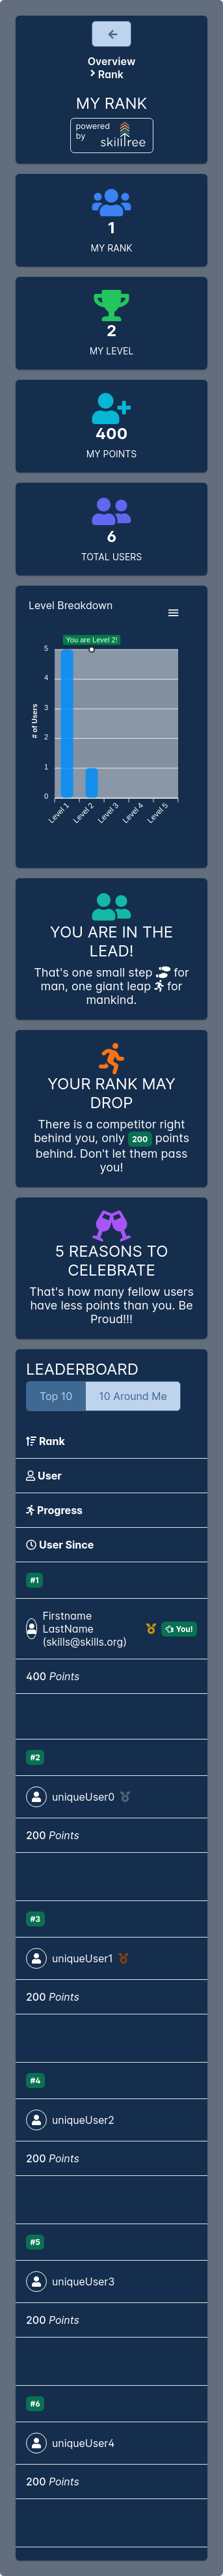 Overview
Rank
MY RANK
powered
by
skilltree
1
MY RANK
2
MY LEVEL
400
MY POINTS
6
TOTAL USERS
Level Breakdown
You are Level 2!
5
4
3
2
1
0
# of Users
Level 1
Level 2
Level 3
Level 4
Level 5
YOU ARE IN THE
LEAD!
That's one small step for
man, one giant leap for
mankind.
YOUR RANK MAY
DROP
There is a competitor right
behind you, only 200 points
behind. Don't let them pass
you!
5 REASONS TO
CELEBRATE
That's how many fellow users
have less points than you. Be
Proud!!!
LEADERBOARD
Top 10 10 Around Me
Rank
User
Progress
User Since
#1
Firstname
LastName
(skills@skills.org)
You!
400 Points
#2
uniqueUser0
200 Points
#3
uniqueUser1
200 Points
#4
uniqueUser2
200 Points
#5
uniqueUser3
200 Points
#6
uniqueUser4
200 Points